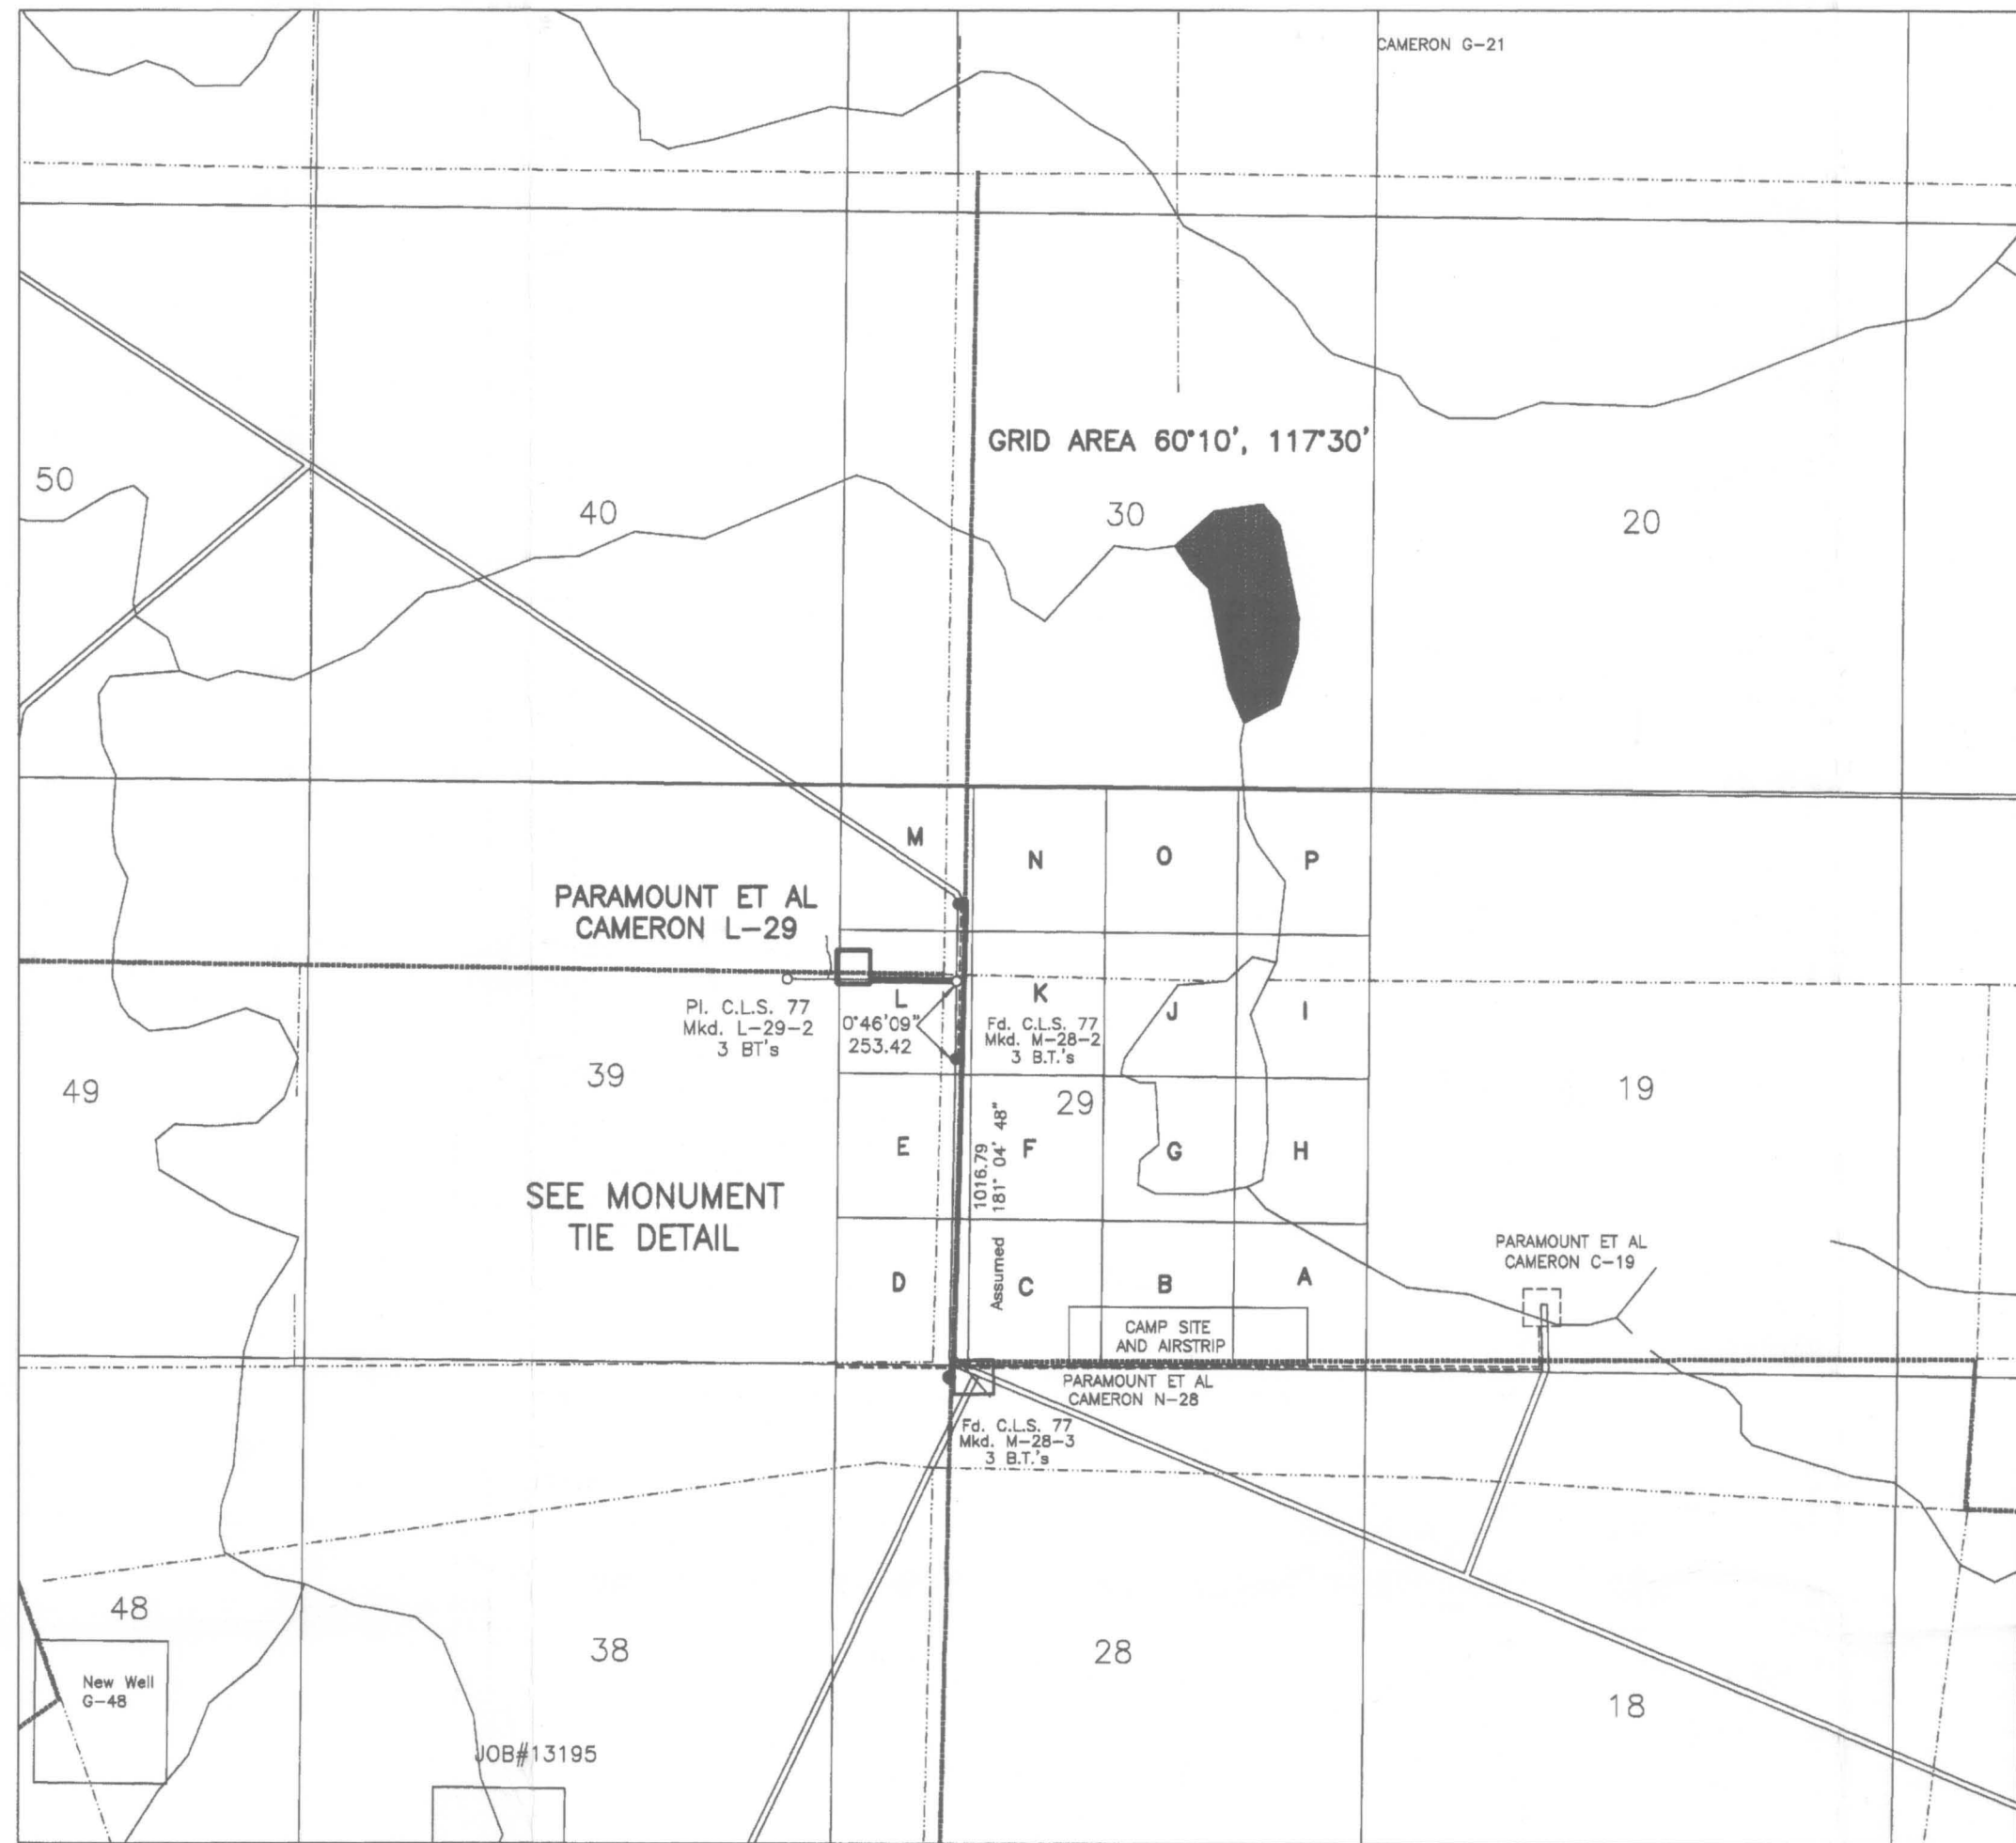 CAMERON G-21
GRID AREA 60°10', 117°30'
50
40
30
20
M
N
O
P
PARAMOUNT ET AL
CAMERON L-29
L
K
J
I
Pl. C.L.S. 77
Mkd. L-29-2
3 BT's
0°46'09"
253.42
Fd. C.L.S. 77
Mkd. M-28-2
3 B.T.'s
49
39
29
19
E
F
G
H
1016.79
181° 04' 48"
Assumed
SEE MONUMENT
TIE DETAIL
D
C
B
A
PARAMOUNT ET AL
CAMERON C-19
CAMP SITE
AND AIRSTRIP
PARAMOUNT ET AL
CAMERON N-28
Fd. C.L.S. 77
Mkd. M-28-3
3 B.T.'s
48
38
28
18
New Well
G-48
JOB#13195